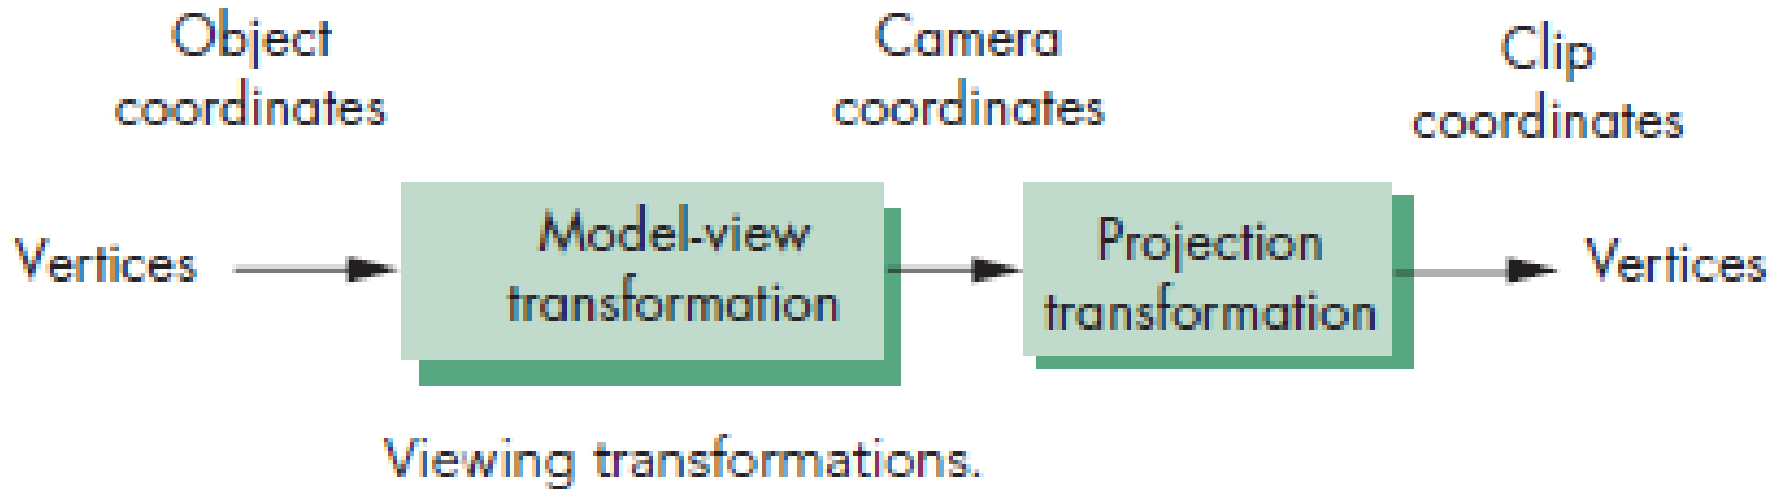 Object
coordinates
Camera
coordinates
Clip
coordinates
Vertices
Model-view
transformation
Projection
transformation
Vertices
Viewing transformations.